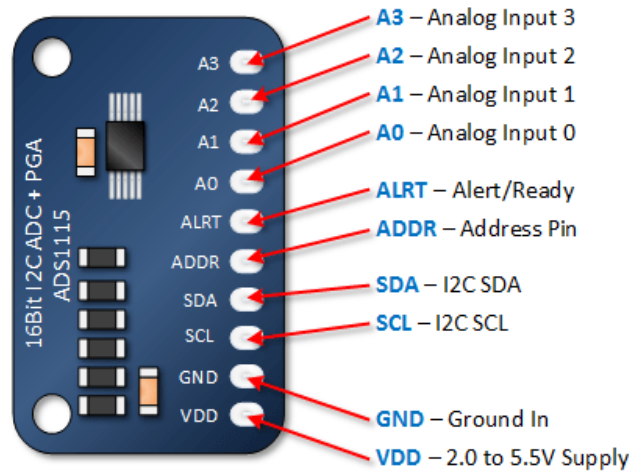 A3 – Analog Input 3
A2 – Analog Input 2
A1 – Analog Input 1
A0 – Analog Input 0
ALRT – Alert/Ready
ADDR – Address Pin
SDA – I2C SDA
SCL – I2C SCL
GND – Ground In
VDD – 2.0 to 5.5V Supply
A3
A2
A1
A0
ALRT
ADDR
SDA
SCL
GND
VDD
16Bit I2C ADC + PGA
ADS1115